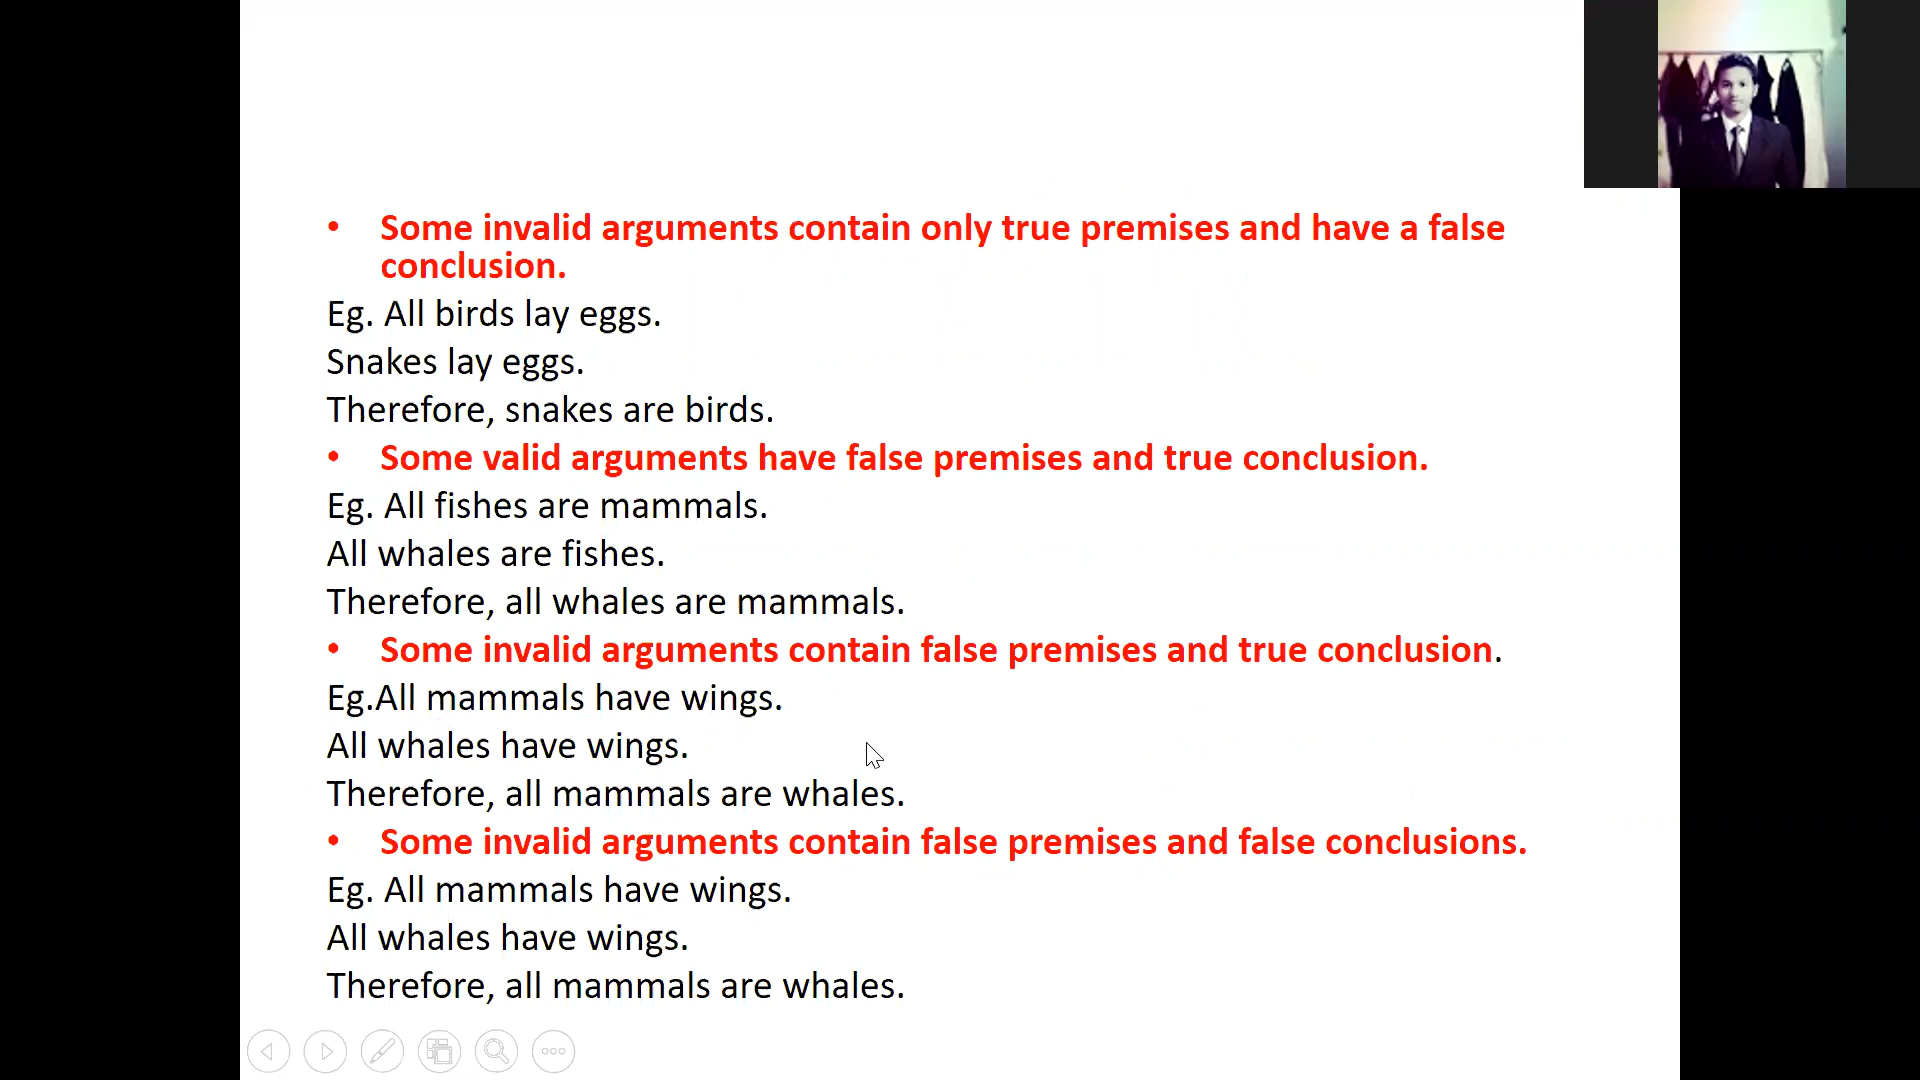 • Some invalid arguments contain only true premises and have a false
conclusion.
Eg. All birds lay eggs.
Snakes lay eggs.
Therefore, snakes are birds.
• Some valid arguments have false premises and true conclusion.
Eg. All fishes are mammals.
All whales are fishes.
Therefore, all whales are mammals.
• Some invalid arguments contain false premises and true conclusion.
Eg.All mammals have wings.
All whales have wings.
Therefore, all mammals are whales.
• Some invalid arguments contain false premises and false conclusions.
Eg. All mammals have wings.
All whales have wings.
Therefore, all mammals are whales.